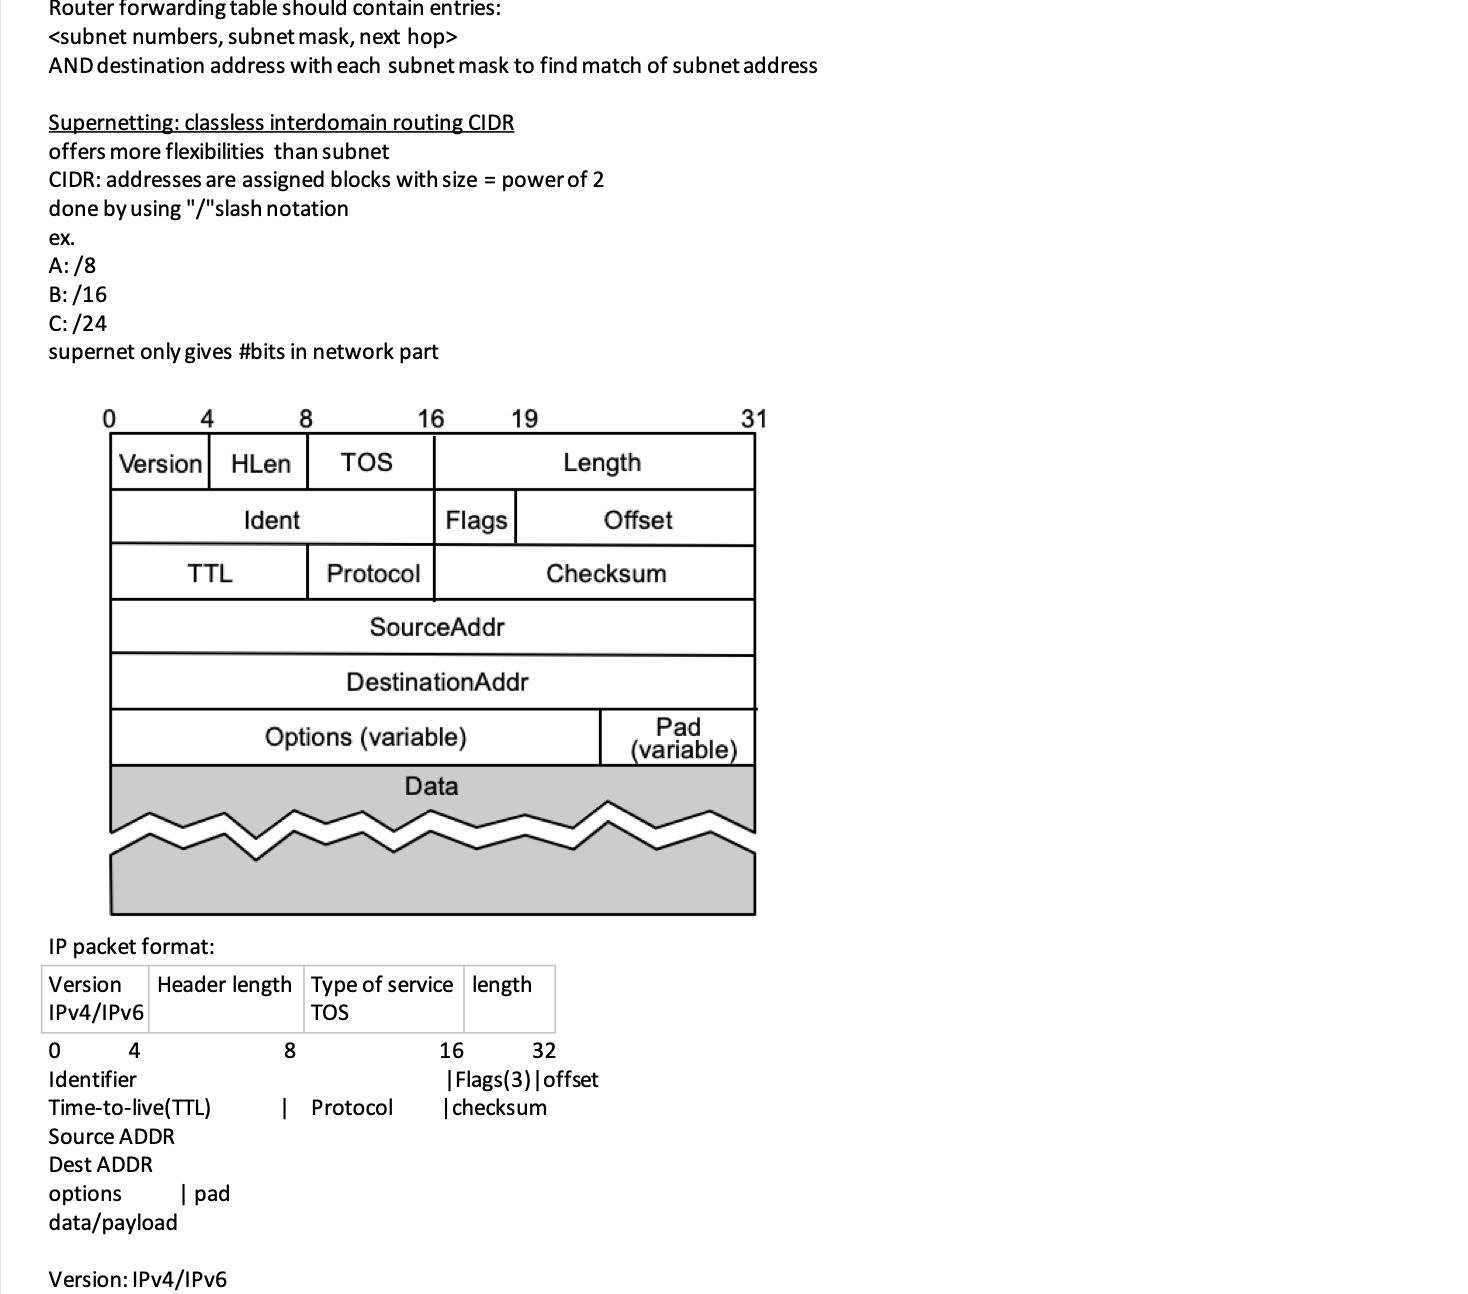 Router forwarding table should contain entries:
<subnet numbers, subnet mask, next hop>
AND destination address with each subnet mask to find match of subnet address
Supernetting: classless interdomain routing CIDR
offers more flexibilities than subnet
CIDR: addresses are assigned blocks with size = power of 2
done by using "/"slash notation
ex.
A: /8
B: /16
C: /24
supernet only gives #bits in network part
0 4 8 16 19 31
Version HLen TOS Length
Ident Flags Offset
TTL Protocol Checksum
SourceAddr
DestinationAddr
Options (variable) Pad
(variable)
Data
IP packet format:
Version Header length Type of service length
IPv4/IPv6 TOS
0 4 8 16 32
Identifier |Flags(3)|offset
Time-to-live(TTL) | Protocol |checksum
Source ADDR
Dest ADDR
options | pad
data/payload
Version: IPv4/IPv6